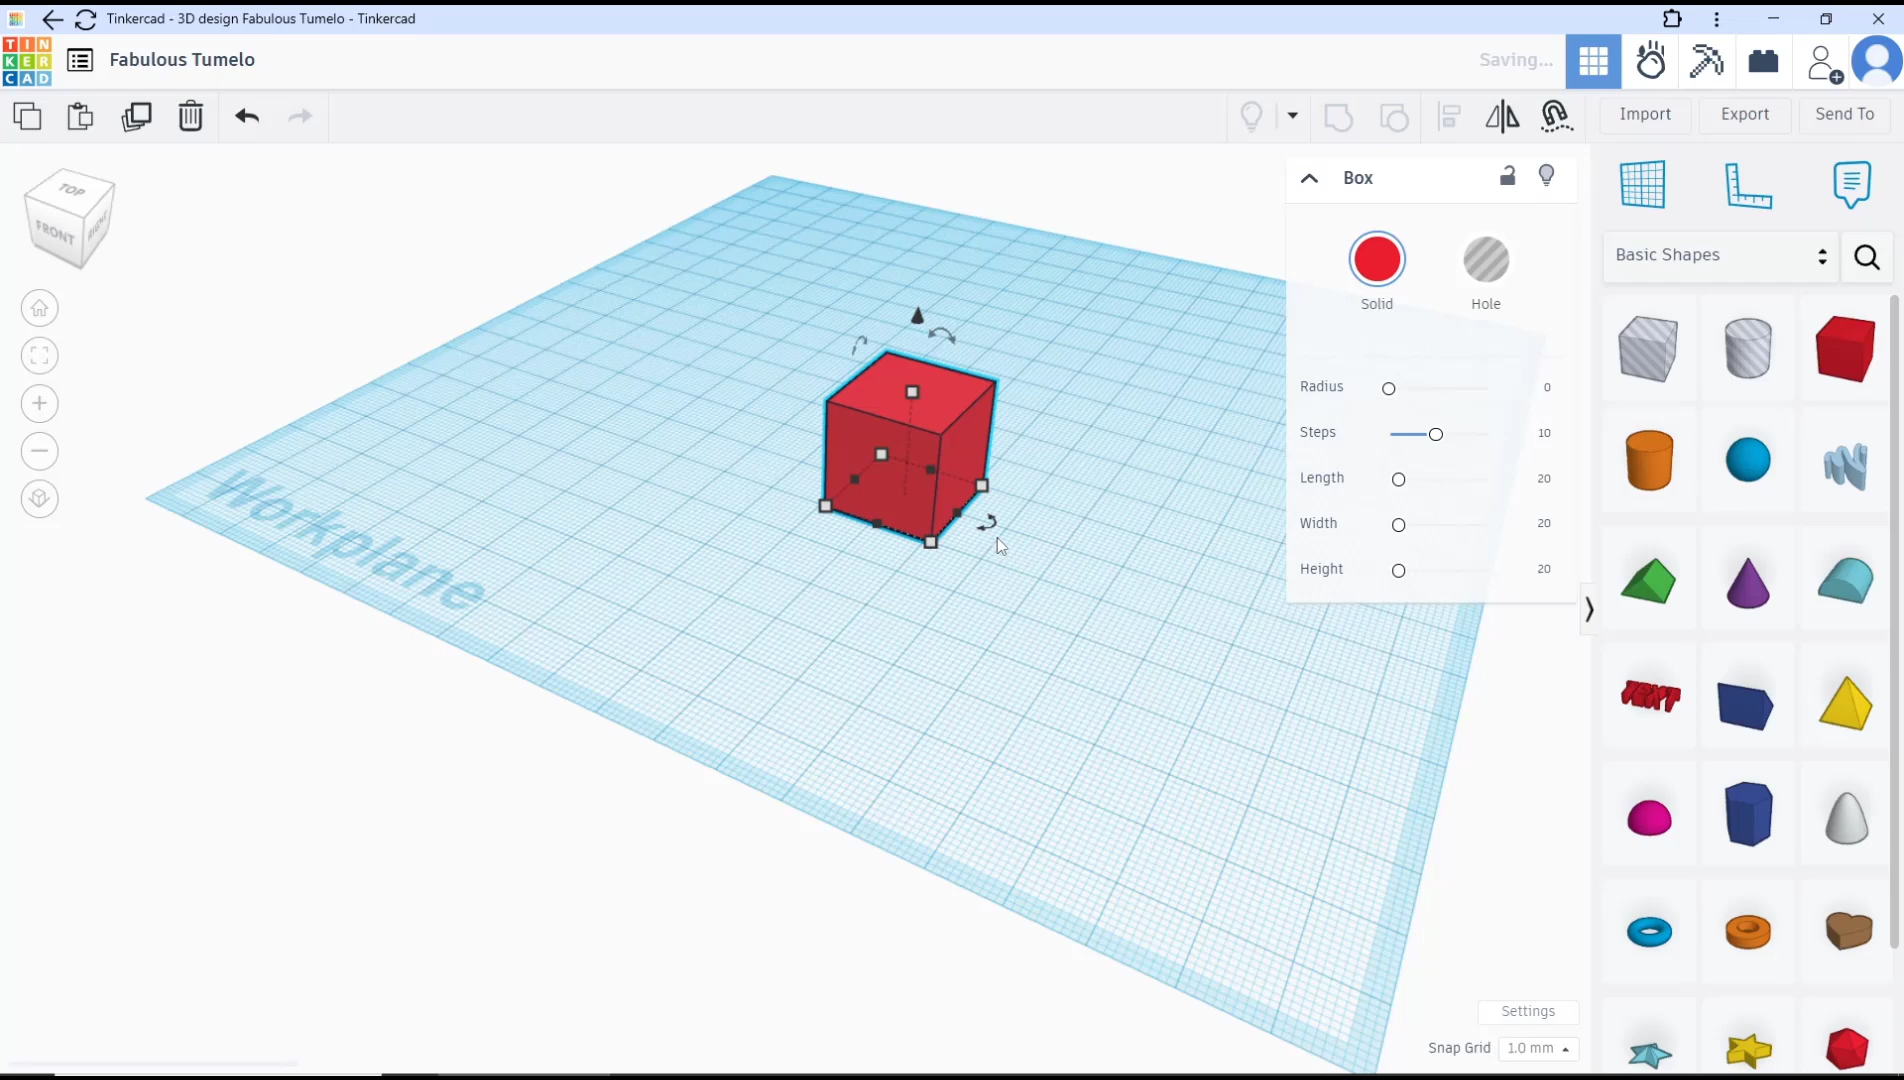 Tinkercad - 3D design Fabulous Tumelo - Tinkercad
TIN
KER
CAD
Fabulous Tumelo
Saving...
Import
Export
Send To
TOP
FRONT
RIGHT
Box
Solid
Hole
Basic Shapes
Radius
0
Steps
10
Length
20
Width
20
Height
20
Workplane
TEXT
Settings
Snap Grid
1.0 mm